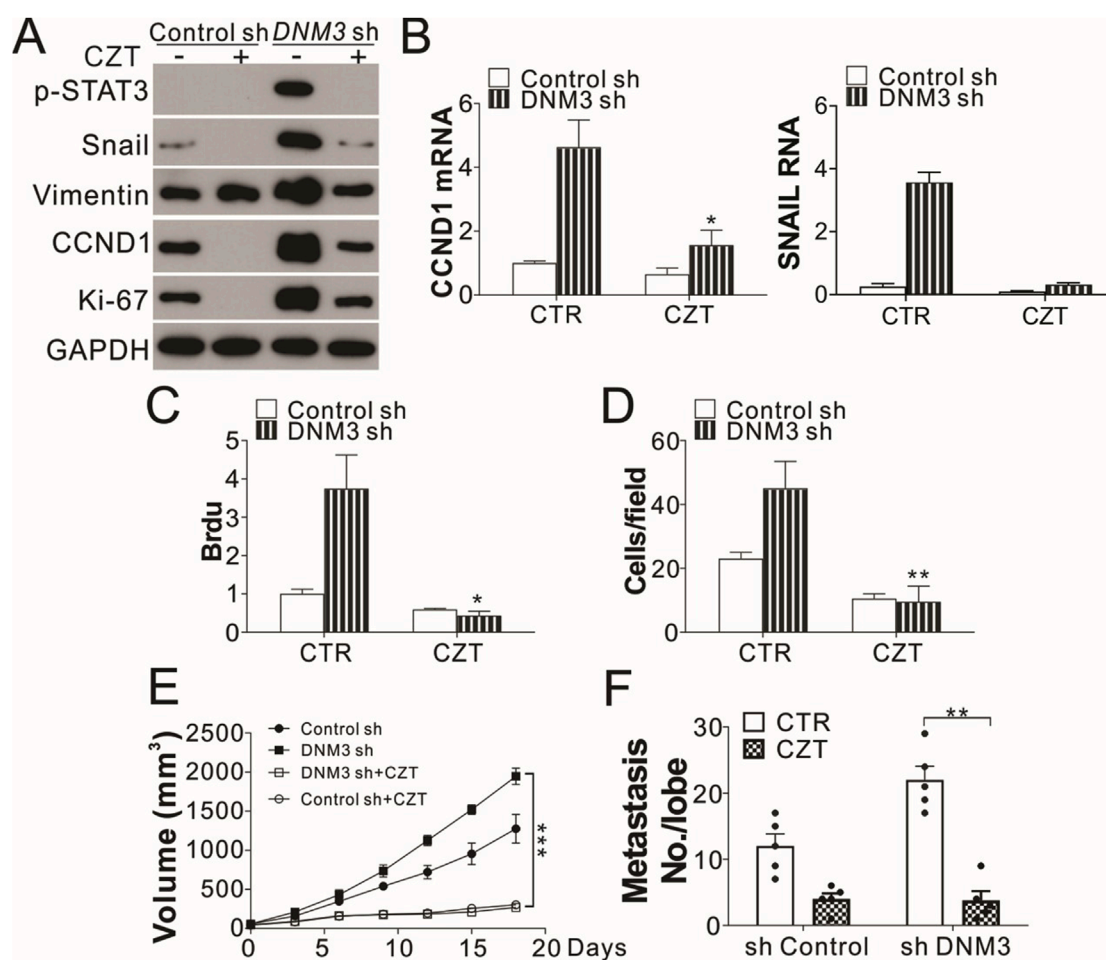 A
Control sh DNM3 sh
CZT - + - +
p-STAT3
Snail
Vimentin
CCND1
Ki-67
GAPDH
B
Control sh
DNM3 sh
CCND1 mRNA
6
4
2
0
*
CTR CZT
Control sh
DNM3 sh
SNAIL RNA
6
4
2
0
CTR CZT
C
Control sh
DNM3 sh
Brdu
5
4
3
2
1
0
*
CTR CZT
D
Control sh
DNM3 sh
Cells/field
60
40
20
0
**
CTR CZT
E
Volume (mm³)
2500
2000
1500
1000
500
0
Control sh
DNM3 sh
DNM3 sh+CZT
Control sh+CZT
***
0 5 10 15 20 Days
F
CTR
CZT
Metastasis
No./lobe
30
20
10
0
**
sh Control sh DNM3